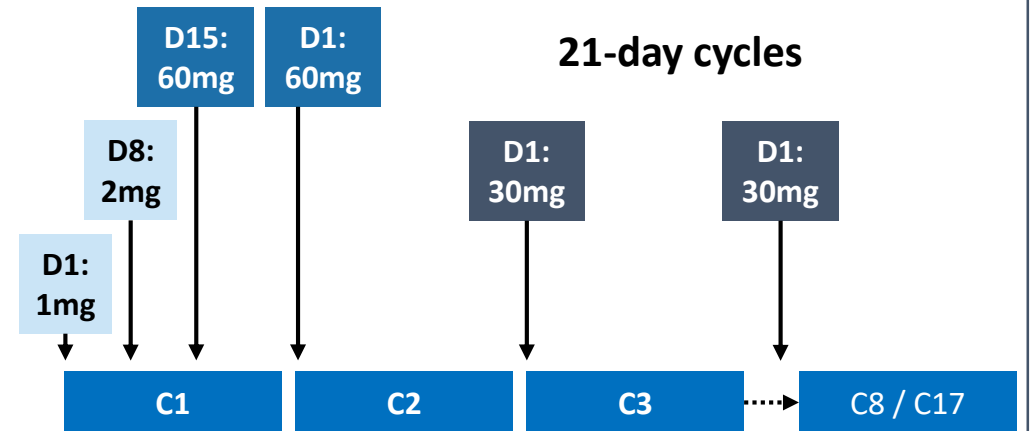 D15:
60mg
D1:
60mg
21-day cycles
D8:
2mg
D1:
30mg
D1:
30mg
D1:
1mg
C1
C2
C3
C8 / C17